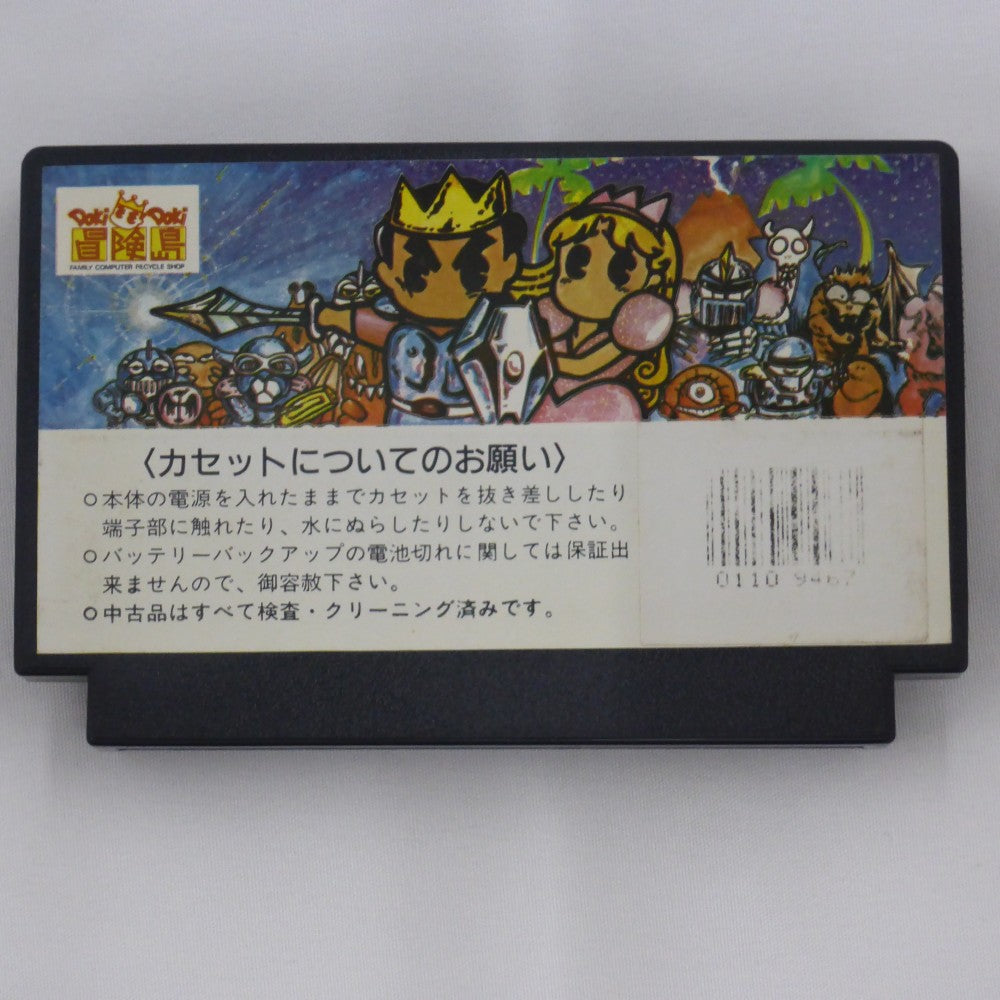 Doki Doki
冒険島
FAMILY COMPUTER RECYCLE SHOP
〈カセットについてのお願い〉
○本体の電源を入れたままでカセットを抜き差ししたり
端子部に触れたり、水にぬらしたりしないで下さい。
○バッテリーバックアップの電池切れに関しては保証出
来ませんので、御容赦下さい。
○中古品はすべて検査・クリーニング済みです。
0110 9467